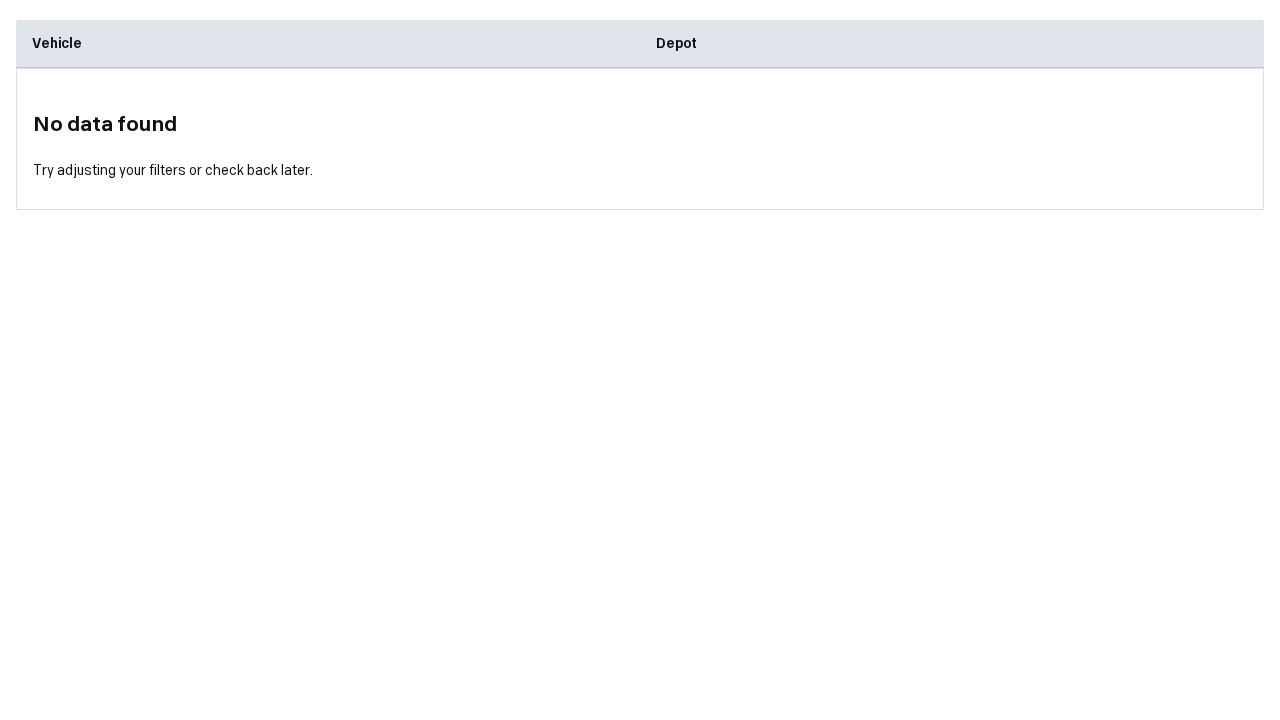 Vehicle Depot
No data found
Try adjusting your filters or check back later.